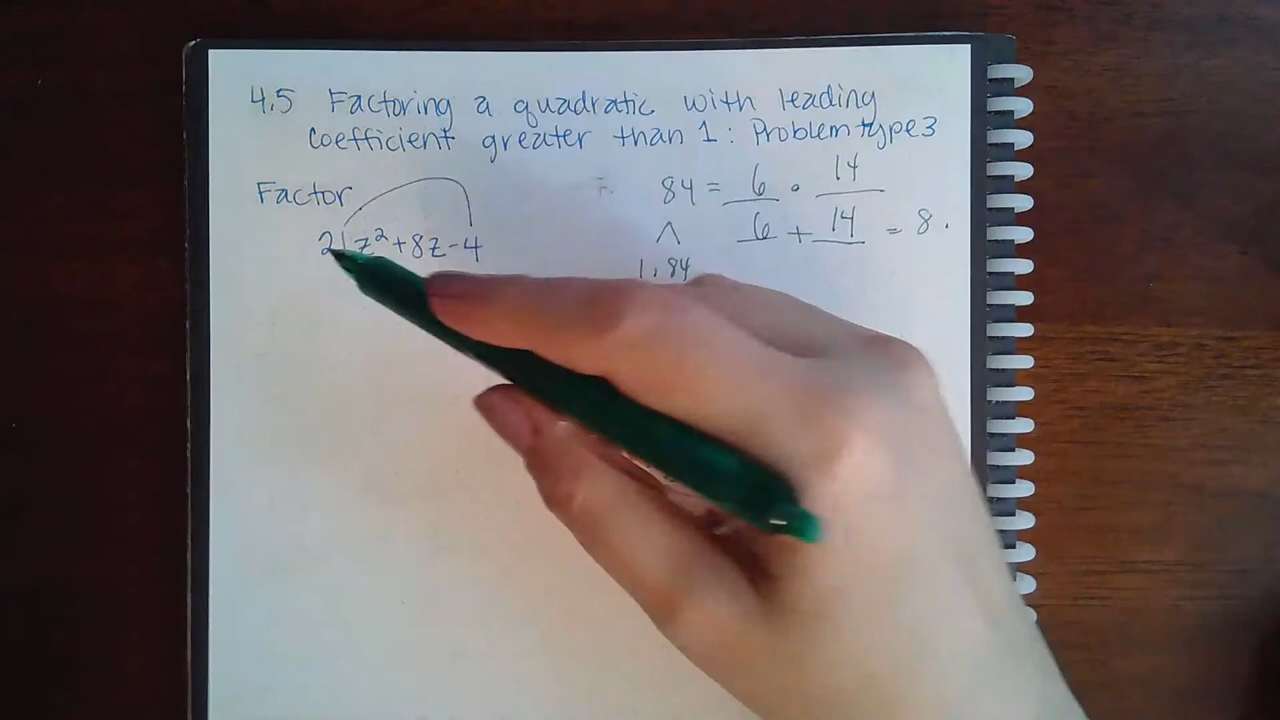 4.5 Factoring a quadratic with leading
coefficient greater than 1: Problem type 3
Factor
21z²+8z-4
84 = 6 • 14
6 + 14 = 8.
1, 84